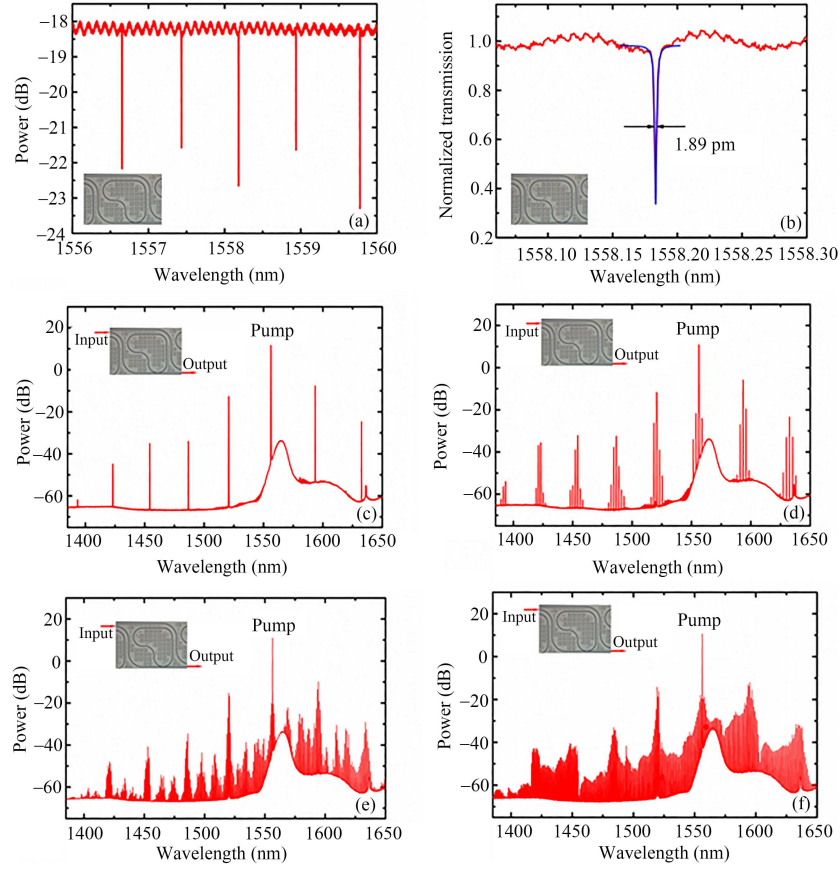 −18
−19
−20
−21
−22
−23
−24
Power (dB)
(a)
1556 1557 1558 1559 1560
Wavelength (nm)
1.0
0.8
0.6
0.4
0.2
Normalized transmission
1.89 pm
(b)
1558.10 1558.15 1558.20 1558.25 1558.30
Wavelength (nm)
20
0
−20
−40
−60
Power (dB)
Input
Output
Pump
(c)
1400 1450 1500 1550 1600 1650
Wavelength (nm)
20
0
−20
−40
−60
Power (dB)
Input
Output
Pump
(d)
1400 1450 1500 1550 1600 1650
Wavelength (nm)
20
0
−20
−40
−60
Power (dB)
Input
Output
Pump
(e)
1400 1450 1500 1550 1600 1650
Wavelength (nm)
20
0
−20
−40
−60
Power (dB)
Input
Output
Pump
(f)
1400 1450 1500 1550 1600 1650
Wavelength (nm)